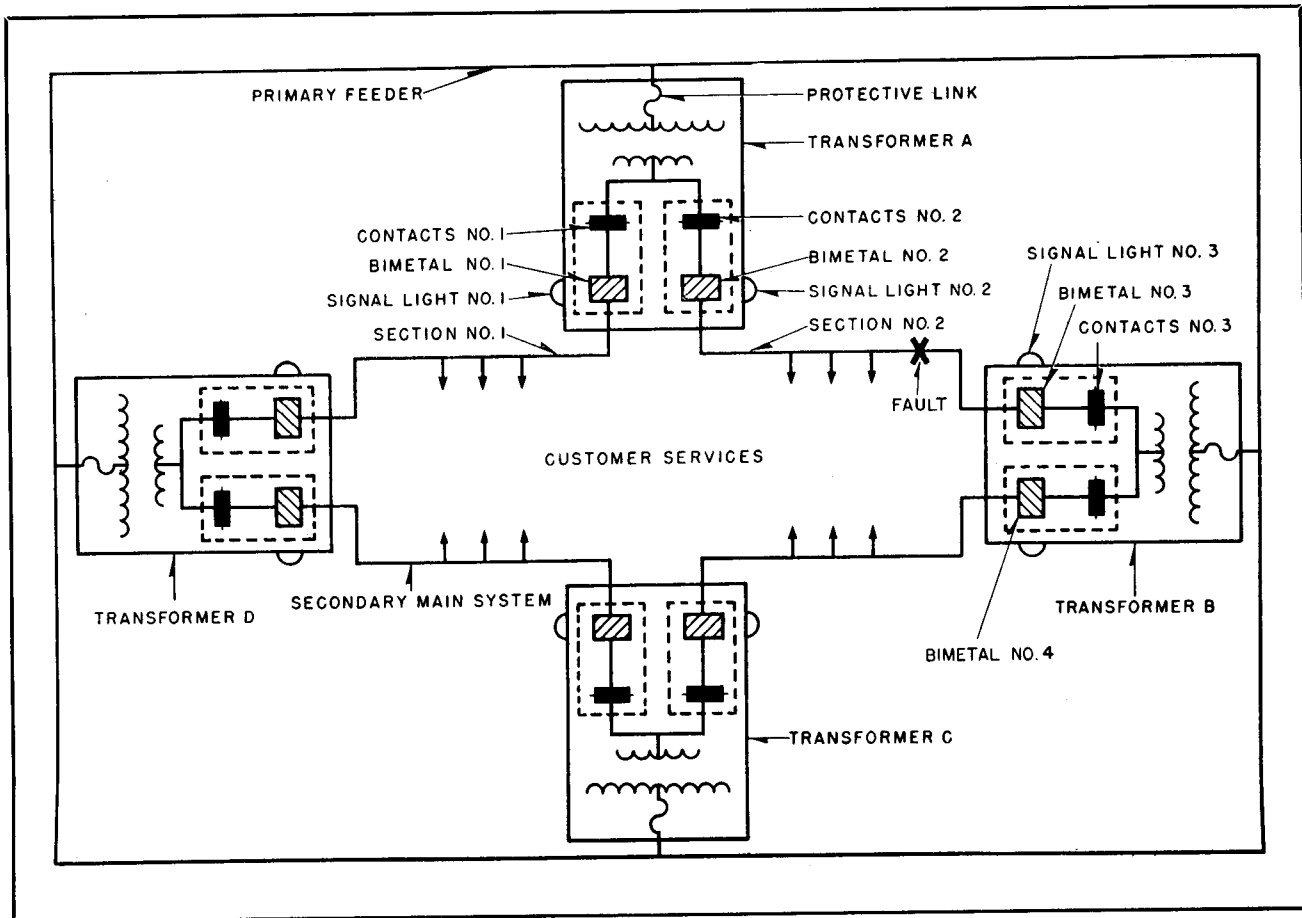 PRIMARY FEEDER
PROTECTIVE LINK
TRANSFORMER A
CONTACTS NO. 1
CONTACTS NO. 2
BIMETAL NO. 1
BIMETAL NO. 2
SIGNAL LIGHT NO. 3
SIGNAL LIGHT NO. 1
SIGNAL LIGHT NO. 2
BIMETAL NO. 3
SECTION NO. 1
SECTION NO. 2
CONTACTS NO. 3
FAULT
CUSTOMER SERVICES
SECONDARY MAIN SYSTEM
TRANSFORMER D
TRANSFORMER B
BIMETAL NO. 4
TRANSFORMER C